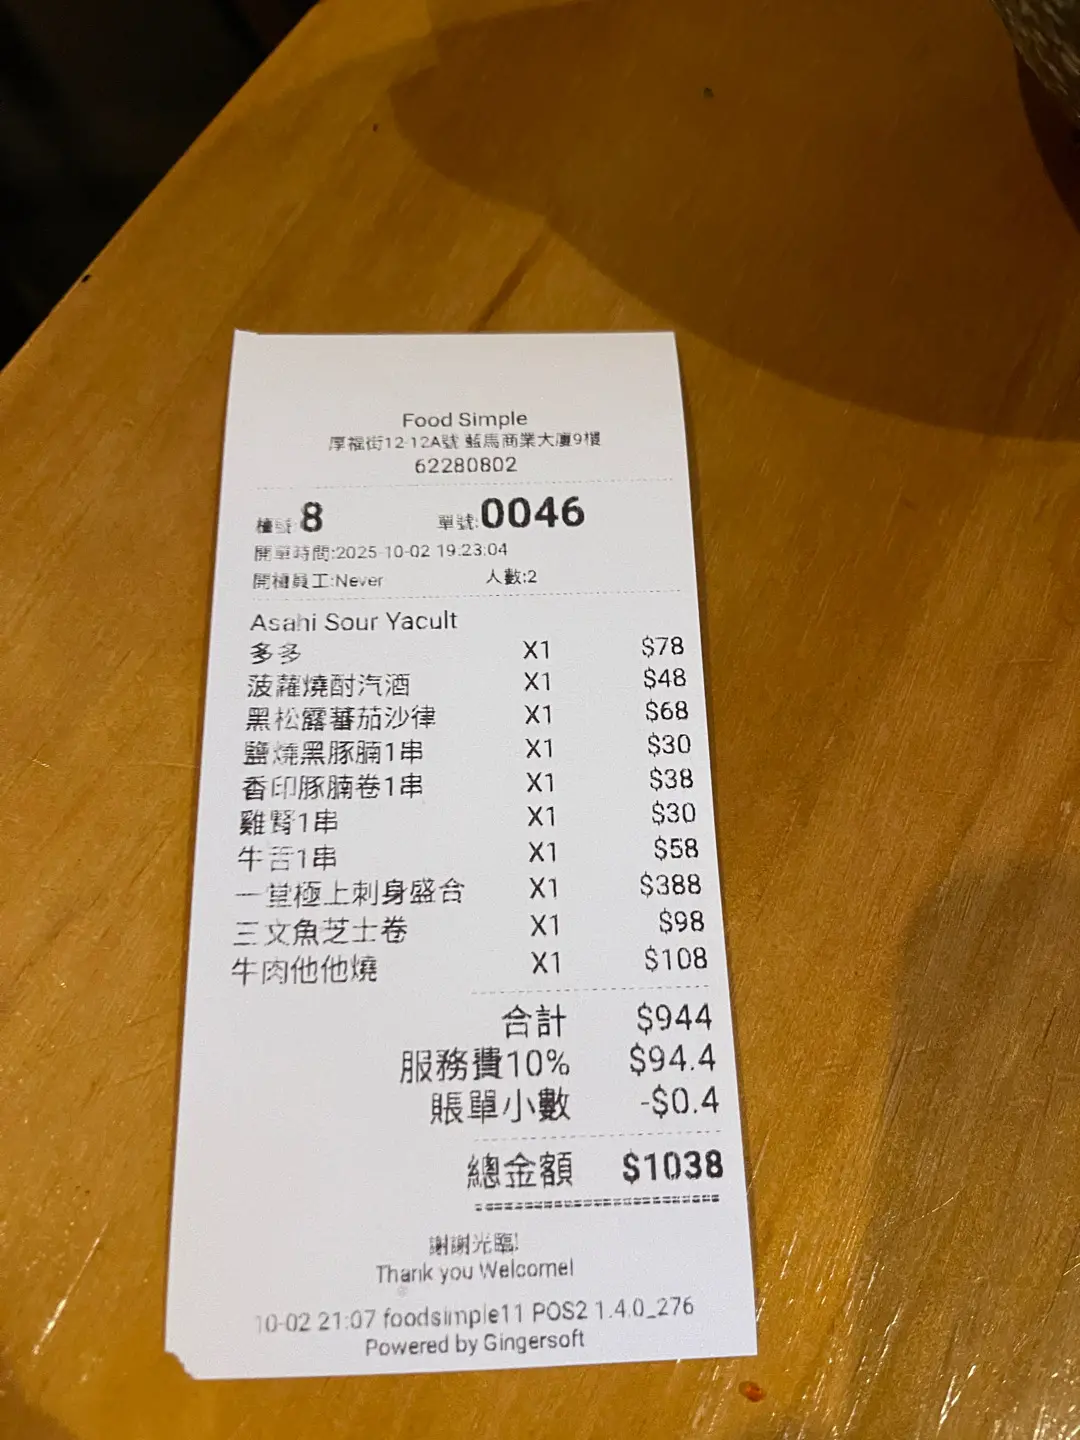 Food Simple
厚福街12-12A號 藍馬商業大廈9樓
62280802
檯號:8 單號:0046
開單時間:2025-10-02 19:23:04
開檯員工:Never 人數:2
Asahi Sour Yacult
多多 X1 $78
菠蘿燒酎汽酒 X1 $48
黑松露蕃茄沙律 X1 $68
鹽燒黑豚腩1串 X1 $30
香印豚腩卷1串 X1 $38
雞腎1串 X1 $30
牛舌1串 X1 $58
一堂極上刺身盛合 X1 $388
三文魚芝士卷 X1 $98
牛肉他他燒 X1 $108
合計 $944
服務費10% $94.4
賬單小數 -$0.4
總金額 $1038
謝謝光臨!
Thank you Welcome!
10-02 21:07 foodsimple11 POS2 1.4.0_276
Powered by Gingersoft